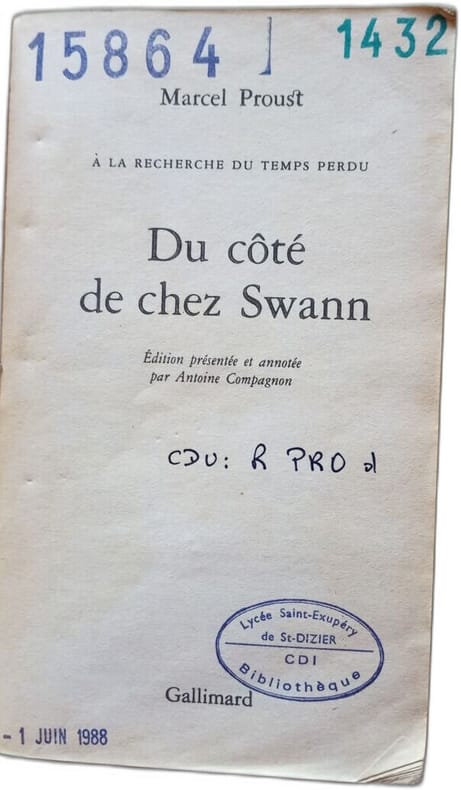 15864
1432
Marcel Proust
À LA RECHERCHE DU TEMPS PERDU
Du côté
de chez Swann
Édition présentée et annotée
par Antoine Compagnon
CDU: R PRO d
Lycée Saint-Exupéry
de St-DIZIER
CDI
Bibliothèque
Gallimard
- 1 JUIN 1988